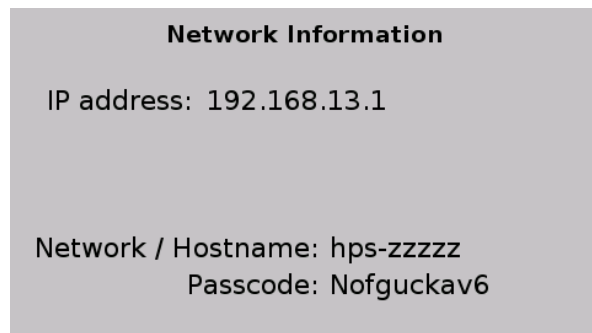 Network Information
IP address: 192.168.13.1
Network / Hostname: hps-zzzzz
Passcode: Nofguckav6